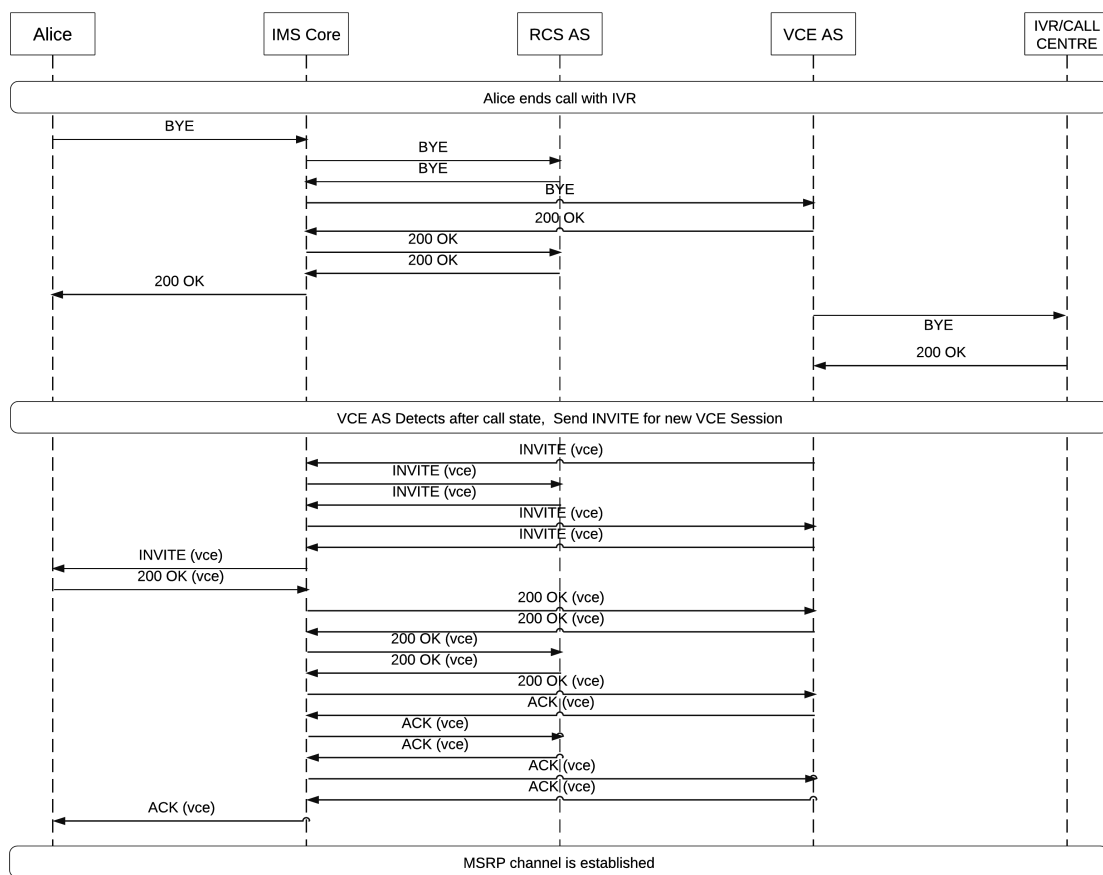 Alice
IMS Core
RCS AS
VCE AS
IVR/CALL
CENTRE
Alice ends call with IVR
BYE
BYE
BYE
BYE
200 OK
200 OK
200 OK
200 OK
BYE
200 OK
VCE AS Detects after call state, Send INVITE for new VCE Session
INVITE (vce)
INVITE (vce)
INVITE (vce)
INVITE (vce)
INVITE (vce)
INVITE (vce)
200 OK (vce)
200 OK (vce)
200 OK (vce)
200 OK (vce)
200 OK (vce)
200 OK (vce)
ACK (vce)
ACK (vce)
ACK (vce)
ACK (vce)
ACK (vce)
ACK (vce)
MSRP channel is established